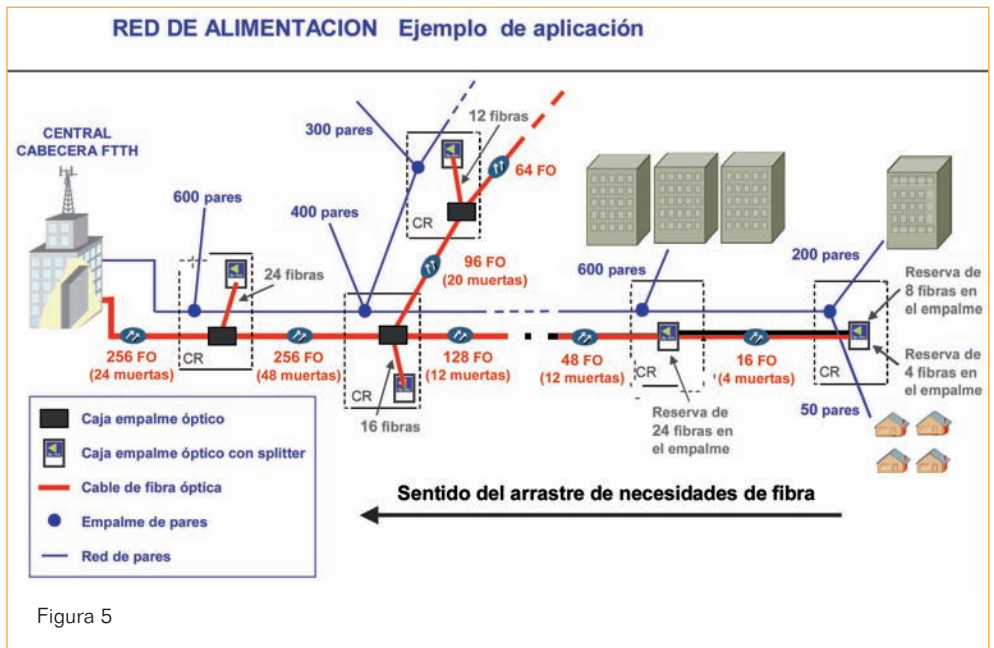 RED DE ALIMENTACION Ejemplo de aplicación
CENTRAL
CABECERA FTTH
300 pares
12 fibras
64 FO
600 pares
400 pares
CR
24 fibras
96 FO
(20 muertas)
600 pares
200 pares
Reserva de
8 fibras en
el empalme
256 FO
(24 muertas)
CR
256 FO
(48 muertas)
CR
16 fibras
128 FO
(12 muertas)
48 FO
(12 muertas)
CR
Reserva de
24 fibras en
el empalme
16 FO
(4 muertas)
CR
Reserva de
4 fibras en
el empalme
50 pares
Caja empalme óptico
Caja empalme óptico con splitter
Cable de fibra óptica
Empalme de pares
Red de pares
Sentido del arrastre de necesidades de fibra
Figura 5